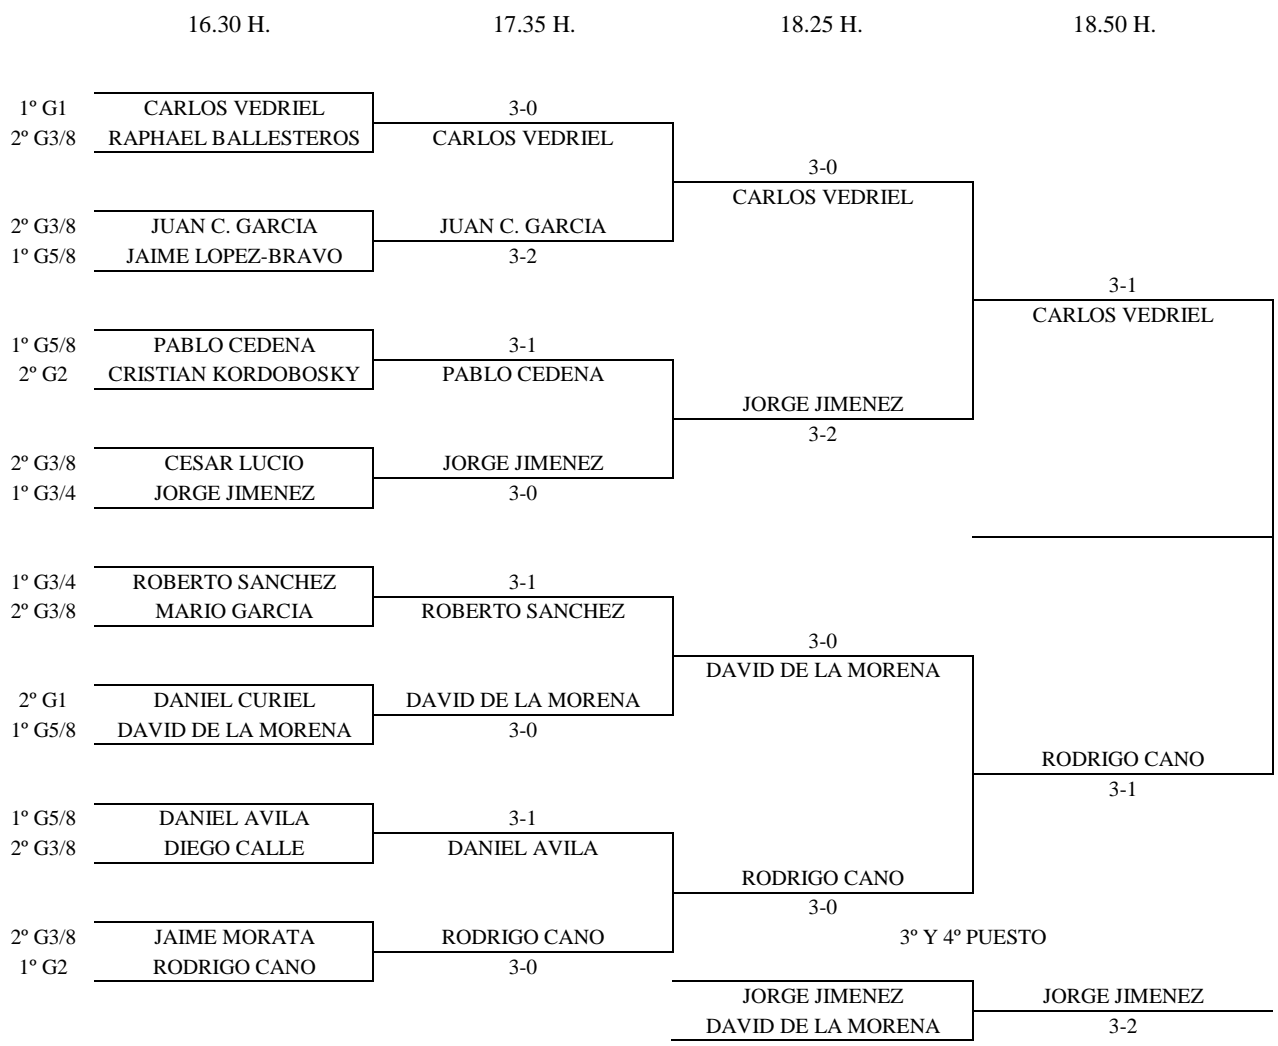 16.30 H. 17.35 H. 18.25 H. 18.50 H.
1º G1 CARLOS VEDRIEL 3-0
2º G3/8 RAPHAEL BALLESTEROS CARLOS VEDRIEL
3-0
CARLOS VEDRIEL
2º G3/8 JUAN C. GARCIA JUAN C. GARCIA
1º G5/8 JAIME LOPEZ-BRAVO 3-2
3-1
CARLOS VEDRIEL
1º G5/8 PABLO CEDENA 3-1
2º G2 CRISTIAN KORDOBOSKY PABLO CEDENA
JORGE JIMENEZ
3-2
2º G3/8 CESAR LUCIO JORGE JIMENEZ
1º G3/4 JORGE JIMENEZ 3-0
1º G3/4 ROBERTO SANCHEZ 3-1
2º G3/8 MARIO GARCIA ROBERTO SANCHEZ
3-0
DAVID DE LA MORENA
2º G1 DANIEL CURIEL DAVID DE LA MORENA
1º G5/8 DAVID DE LA MORENA 3-0
RODRIGO CANO
3-1
1º G5/8 DANIEL AVILA 3-1
2º G3/8 DIEGO CALLE DANIEL AVILA
RODRIGO CANO
3-0
2º G3/8 JAIME MORATA RODRIGO CANO 3º Y 4º PUESTO
1º G2 RODRIGO CANO 3-0
JORGE JIMENEZ JORGE JIMENEZ
DAVID DE LA MORENA 3-2